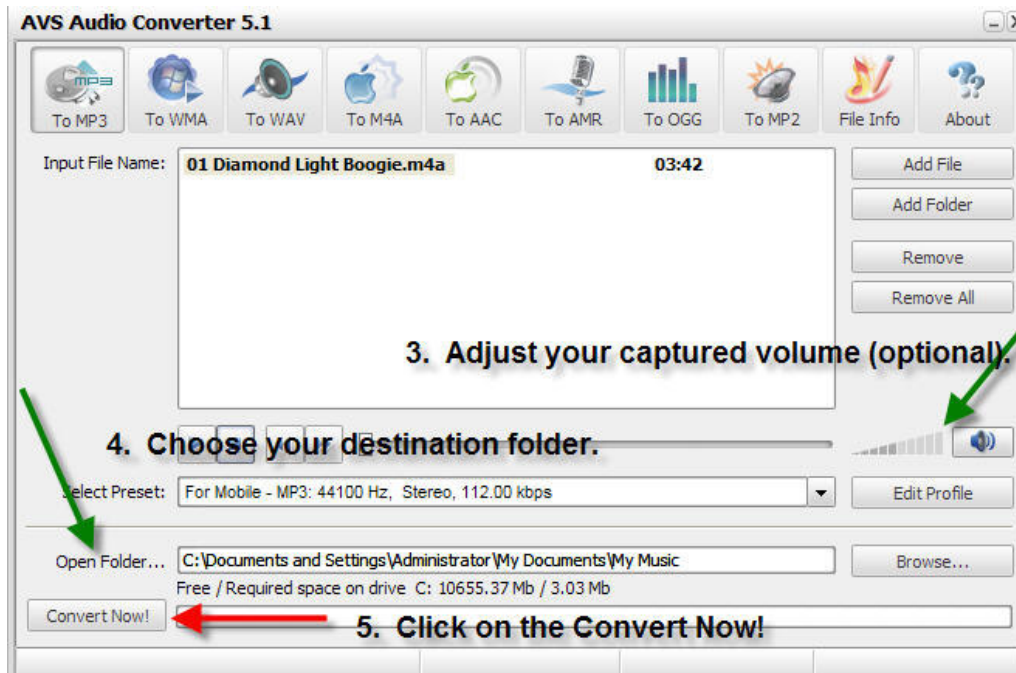 AVS Audio Converter 5.1
MP3
To MP3 To WMA To WAV To M4A To AAC To AMR To OGG To MP2 File Info About
Input File Name: 01 Diamond Light Boogie.m4a 03:42 Add File
Add Folder
Remove
Remove All
3. Adjust your captured volume (optional).
4. Choose your destination folder.
Select Preset: For Mobile - MP3: 44100 Hz, Stereo, 112.00 kbps Edit Profile
Open Folder... C:\Documents and Settings\Administrator\My Documents\My Music Browse...
Free / Required space on drive C: 10655.37 Mb / 3.03 Mb
Convert Now! 5. Click on the Convert Now!